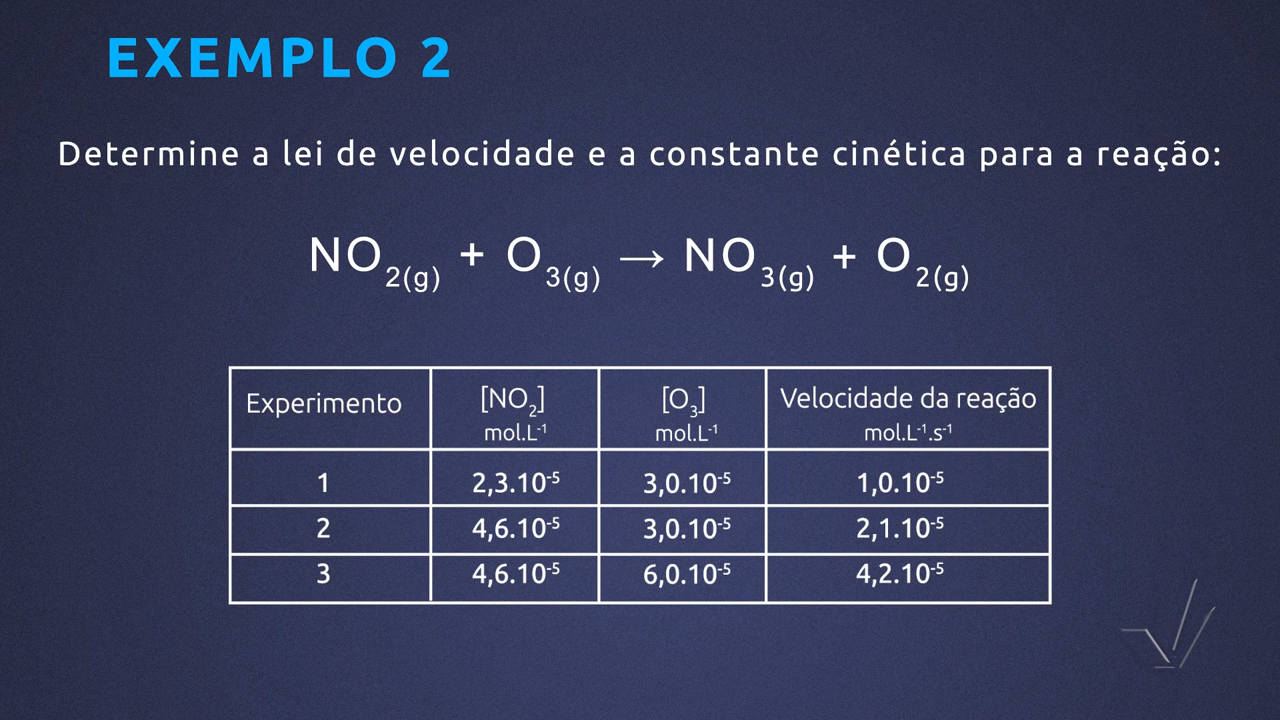 EXEMPLO 2
Determine a lei de velocidade e a constante cinética para a reação:
NO₂(g) + O₃(g) → NO₃(g) + O₂(g)
Experimento [NO₂] mol.L⁻¹ [O₃] mol.L⁻¹ Velocidade da reação mol.L⁻¹.s⁻¹
1 2,3.10⁻⁵ 3,0.10⁻⁵ 1,0.10⁻⁵
2 4,6.10⁻⁵ 3,0.10⁻⁵ 2,1.10⁻⁵
3 4,6.10⁻⁵ 6,0.10⁻⁵ 4,2.10⁻⁵